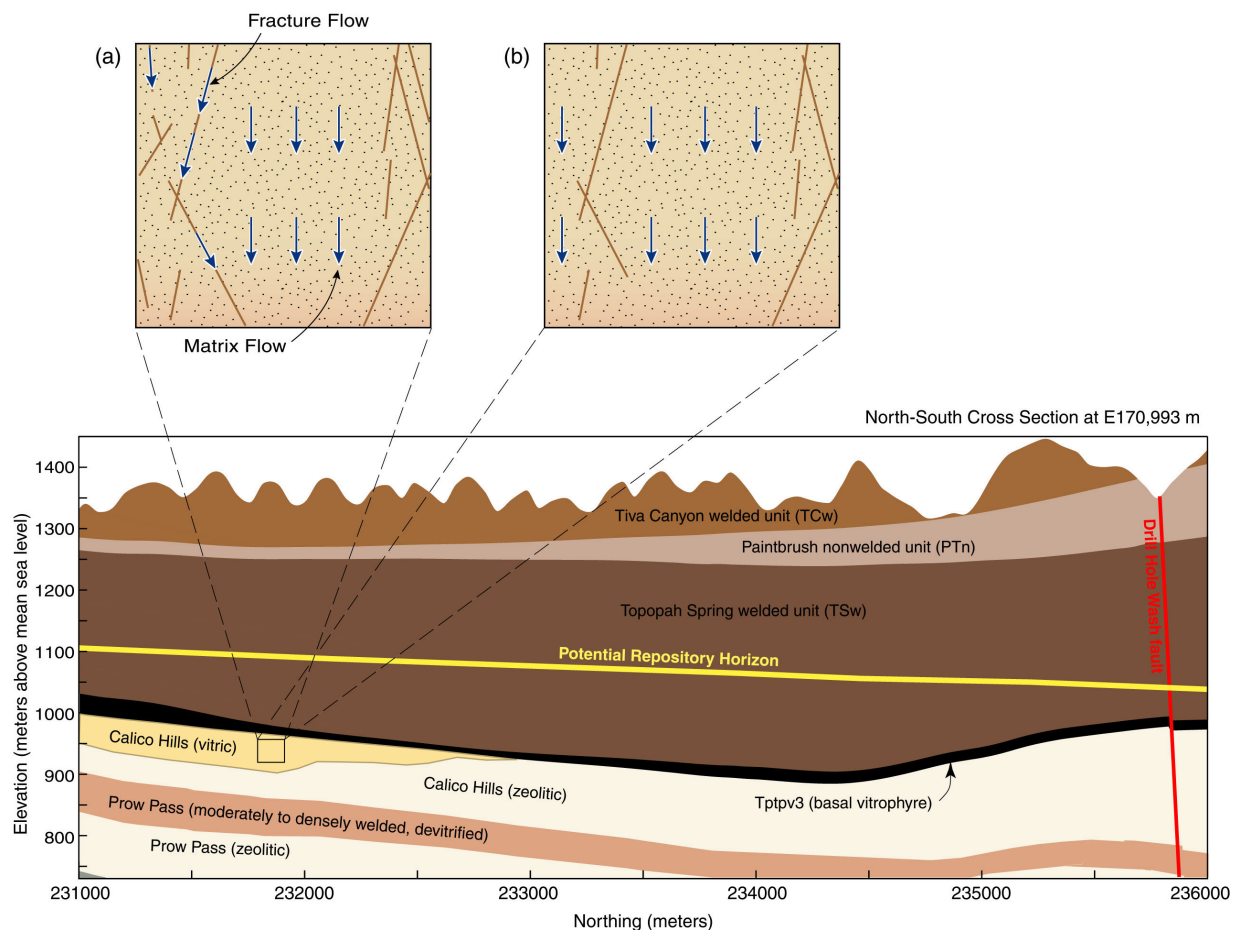 Fracture Flow
(a)
(b)
Matrix Flow
North-South Cross Section at E170,993 m
Elevation (meters above mean sea level)
1400
1300
1200
1100
1000
900
800
Tiva Canyon welded unit (TCw)
Paintbrush nonwelded unit (PTn)
Topopah Spring welded unit (TSw)
Potential Repository Horizon
Drill Hole Wash fault
Calico Hills (vitric)
Calico Hills (zeolitic)
Tptpv3 (basal vitrophyre)
Prow Pass (moderately to densely welded, devitrified)
Prow Pass (zeolitic)
231000 232000 233000 234000 235000 236000
Northing (meters)